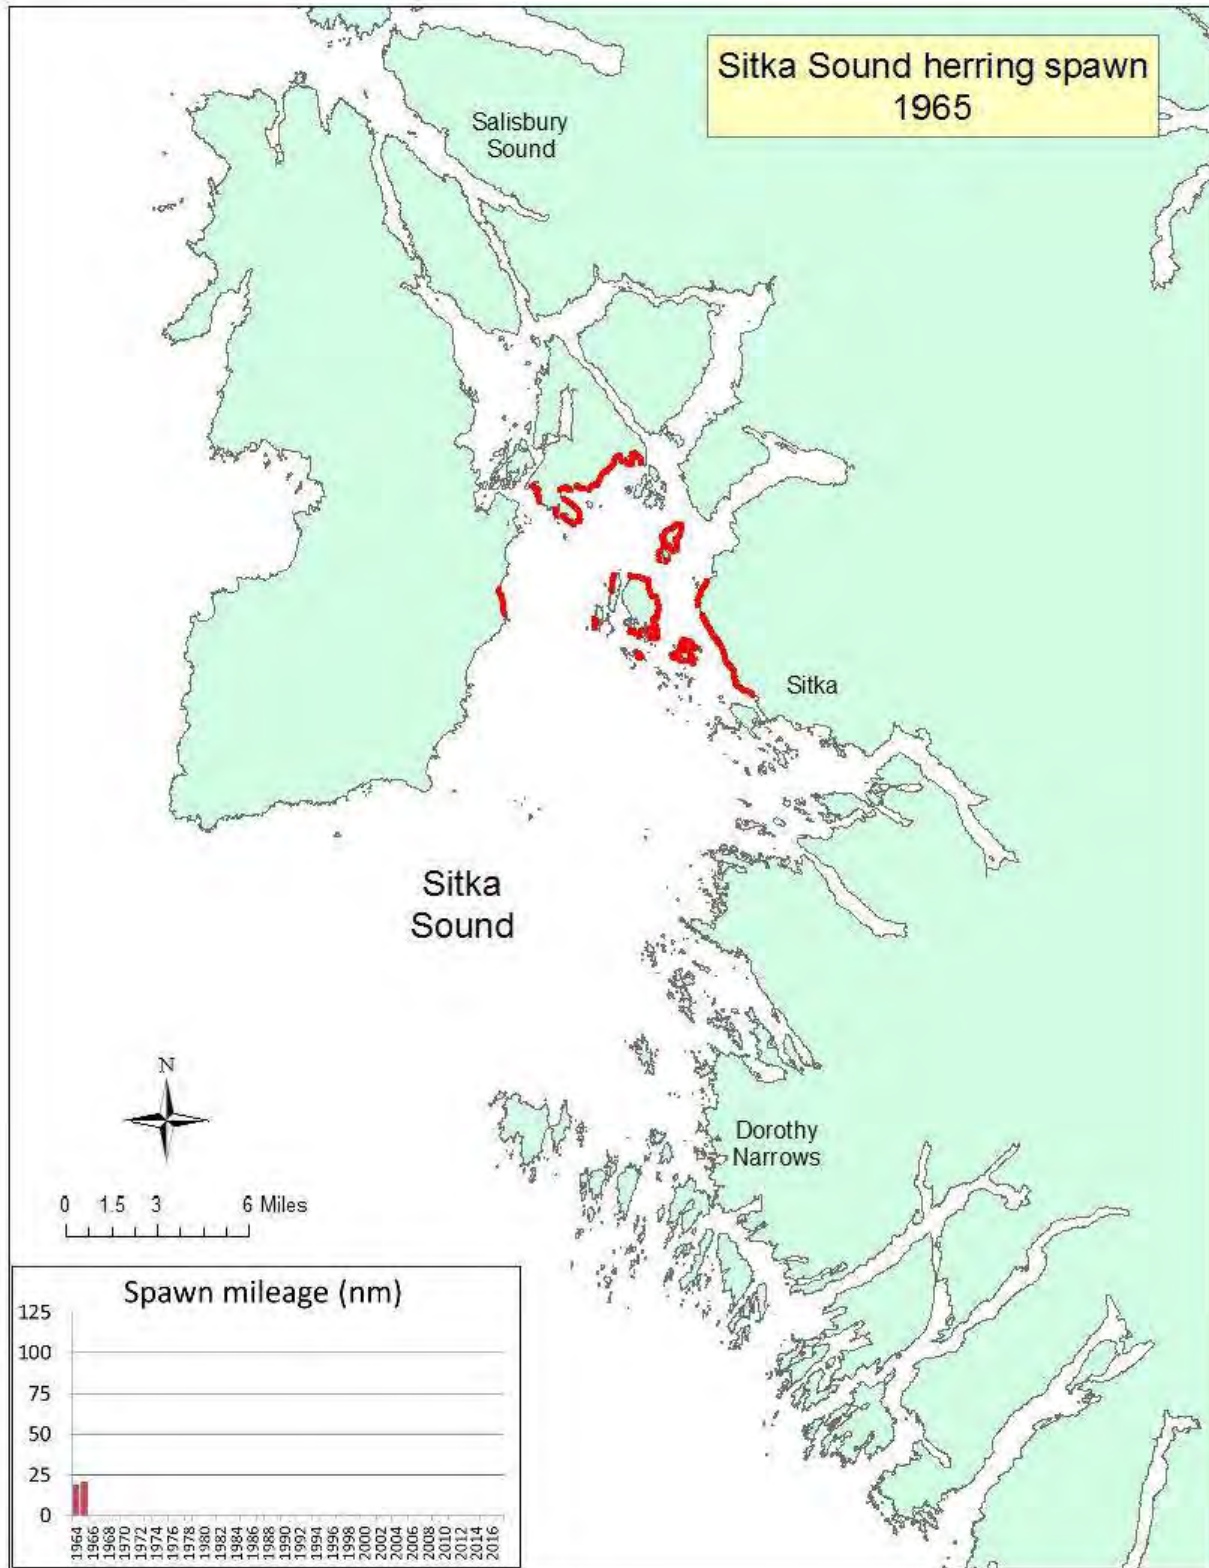 Sitka Sound herring spawn
1965
Salisbury
Sound
Sitka
Sitka
Sound
N
Dorothy
Narrows
0 1.5 3 6 Miles
Spawn mileage (nm)
125
100
75
50
25
0
1964 1966 1968 1970 1972 1974 1976 1978 1980 1982 1984 1986 1988 1990 1992 1994 1996 1998 2000 2002 2004 2006 2008 2010 2012 2014 2016